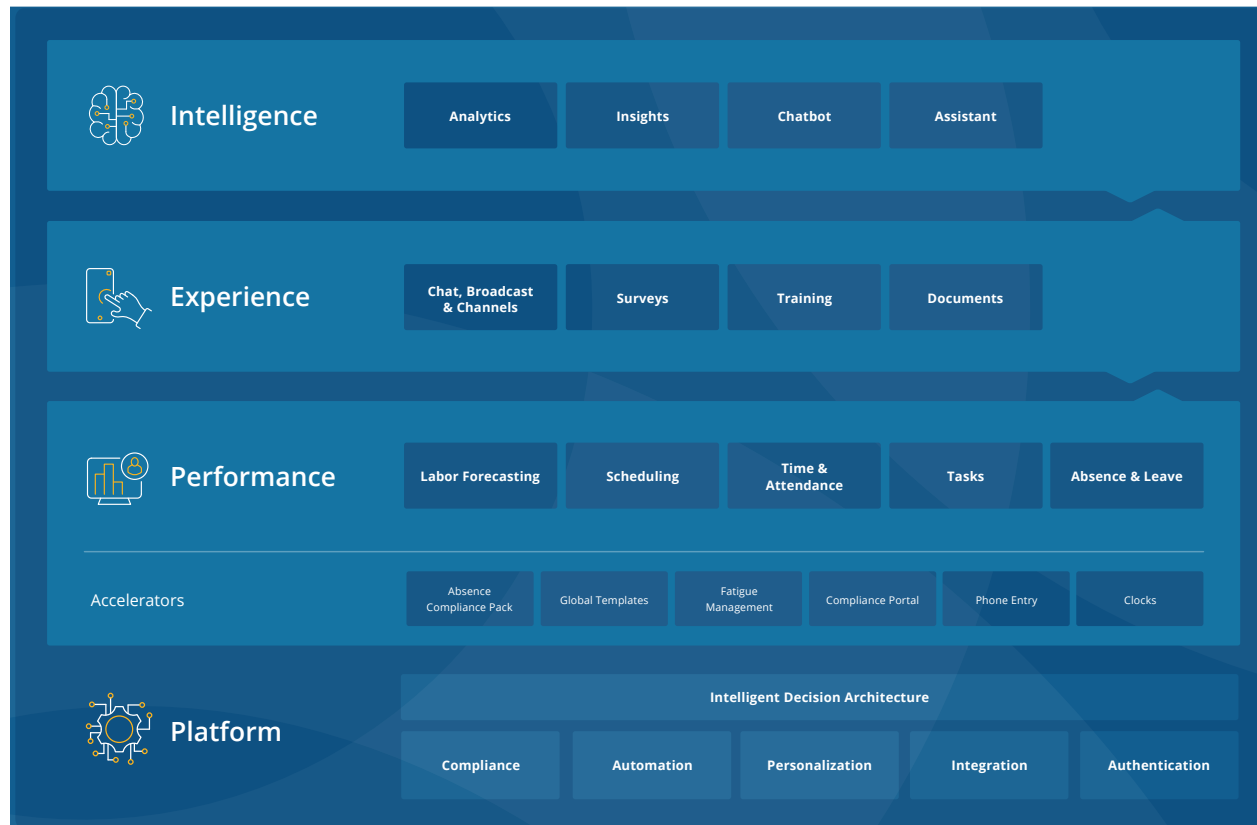 Intelligence
Analytics
Insights
Chatbot
Assistant
Experience
Chat, Broadcast
& Channels
Surveys
Training
Documents
Performance
Labor Forecasting
Scheduling
Time &
Attendance
Tasks
Absence & Leave
Accelerators
Absence
Compliance Pack
Global Templates
Fatigue
Management
Compliance Portal
Phone Entry
Clocks
Platform
Intelligent Decision Architecture
Compliance
Automation
Personalization
Integration
Authentication